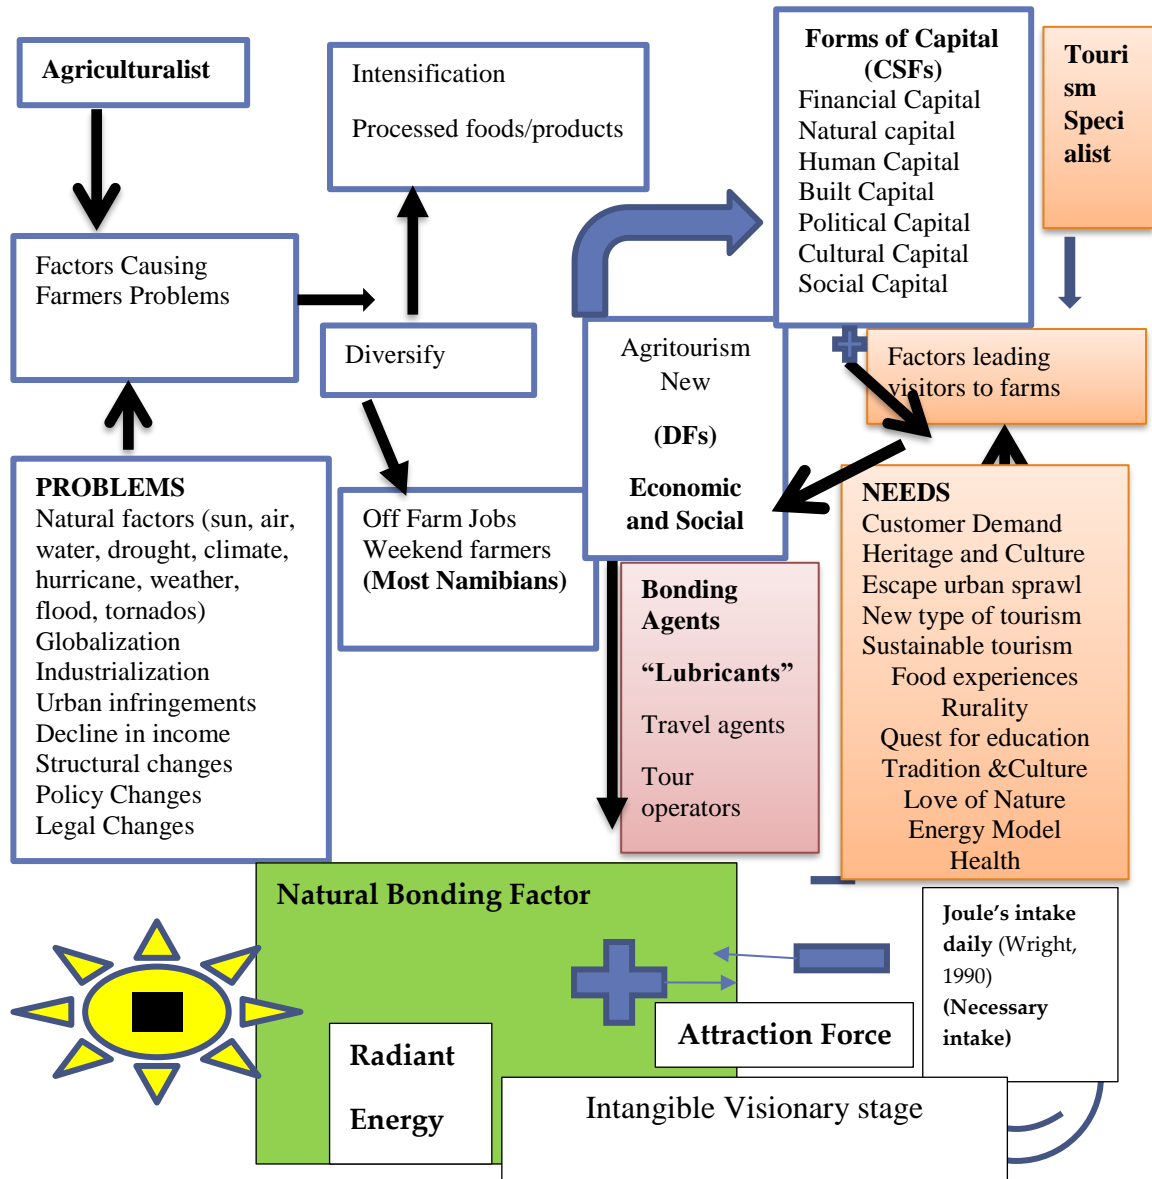 Agriculturalist
Intensification
Processed foods/products
Forms of Capital
(CSFs)
Financial Capital
Natural capital
Human Capital
Built Capital
Political Capital
Cultural Capital
Social Capital
Touri
sm
Speci
alist
Factors Causing
Farmers Problems
Diversify
Agritourism
New
(DFs)
Economic
and Social
Factors leading
visitors to farms
PROBLEMS
Natural factors (sun, air,
water, drought, climate,
hurricane, weather,
flood, tornados)
Globalization
Industrialization
Urban infringements
Decline in income
Structural changes
Policy Changes
Legal Changes
Off Farm Jobs
Weekend farmers
(Most Namibians)
Bonding
Agents
“Lubricants”
Travel agents
Tour
operators
NEEDS
Customer Demand
Heritage and Culture
Escape urban sprawl
New type of tourism
Sustainable tourism
Food experiences
Rurality
Quest for education
Tradition &Culture
Love of Nature
Energy Model
Health
Natural Bonding Factor
Joule’s intake
daily (Wright,
1990)
(Necessary
intake)
Attraction Force
Radiant
Energy
Intangible Visionary stage